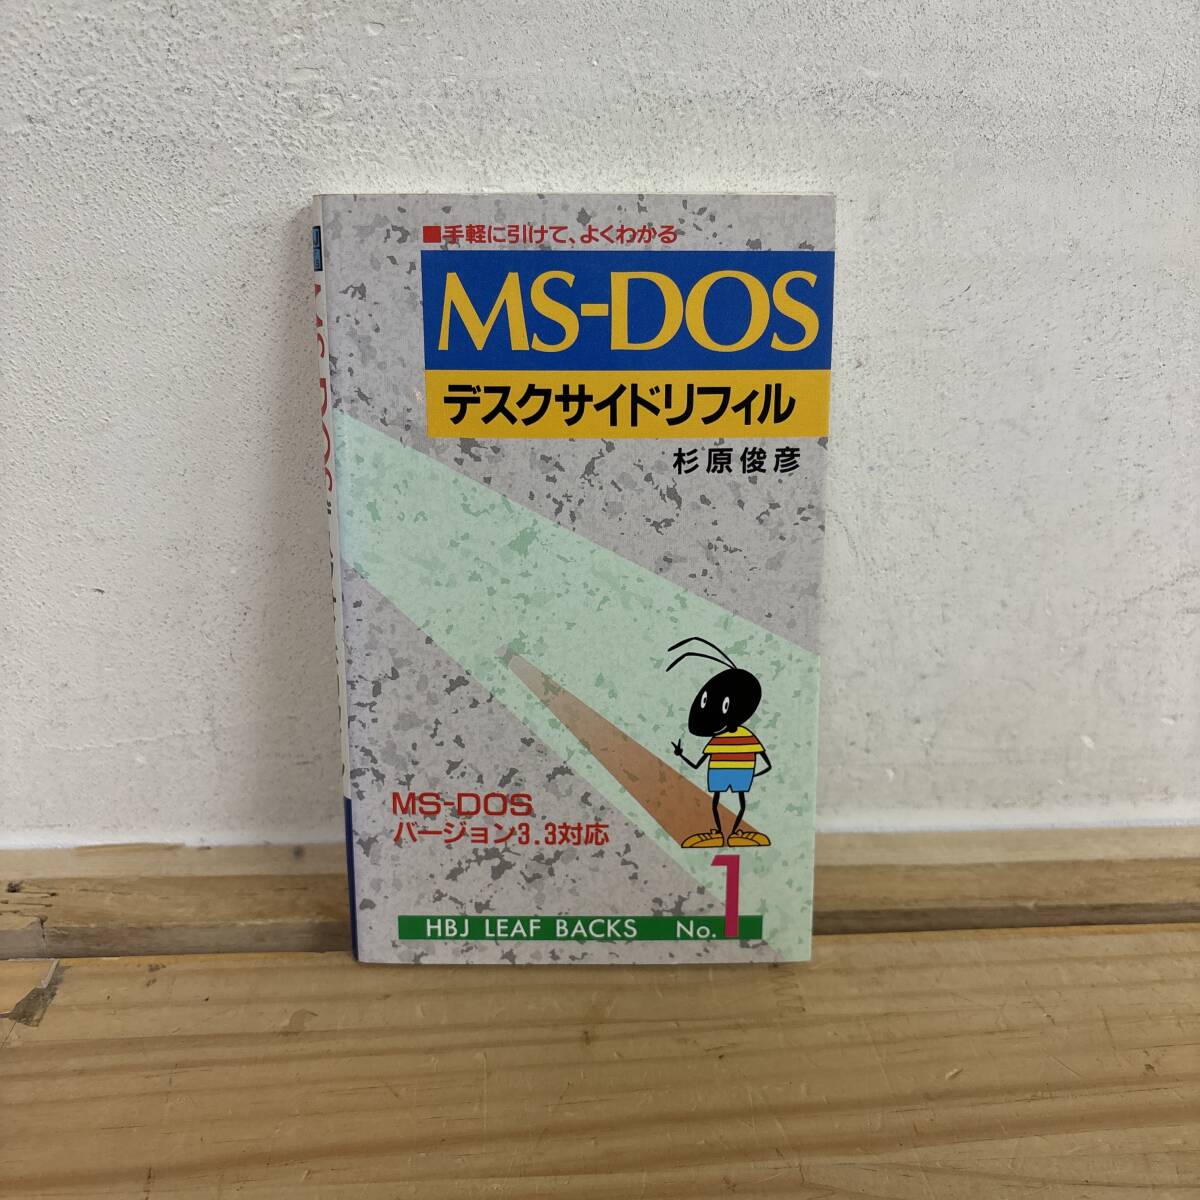 ■手軽に引けて、よくわかる
MS-DOS
デスクサイドリフィル
杉原俊彦
MS-DOS
バージョン3.3対応
HBJ LEAF BACKS No.1
MS-DOS